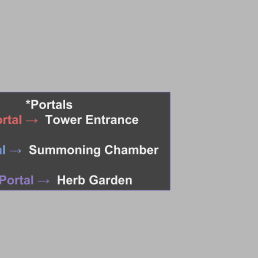 *Portals
→ Tower Entrance
→ Summoning Chamber
Portal → Herb Garden